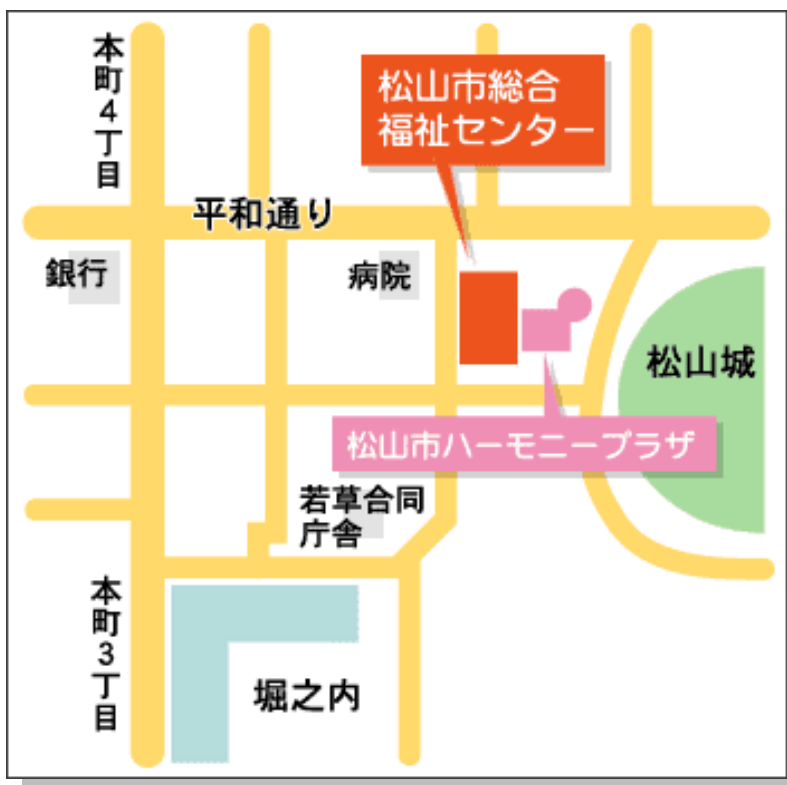 本町4丁目
松山市総合
福祉センター
平和通り
銀行
病院
松山城
松山市ハーモニープラザ
若草合同
庁舎
本町3丁目
堀之内